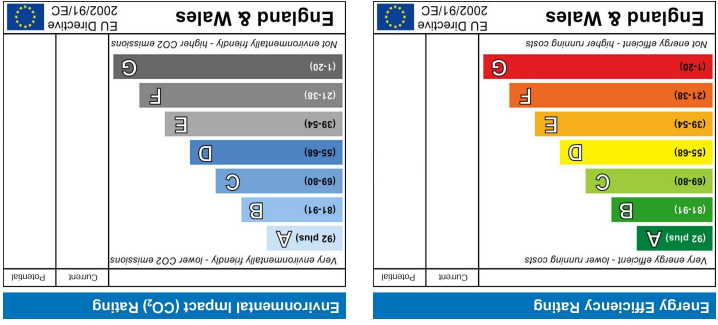 Energy Efficiency Rating
Current
Potential
Very energy efficient - lower running costs
(92 plus) A
(81-91) B
(69-80) C
(55-68) D
(39-54) E
(21-38) F
(1-20) G
Not energy efficient - higher running costs
England & Wales
EU Directive
2002/91/EC
Environmental Impact (CO₂) Rating
Current
Potential
Very environmentally friendly - lower CO2 emissions
(92 plus) A
(81-91) B
(69-80) C
(55-68) D
(39-54) E
(21-38) F
(1-20) G
Not environmentally friendly - higher CO2 emissions
England & Wales
EU Directive
2002/91/EC